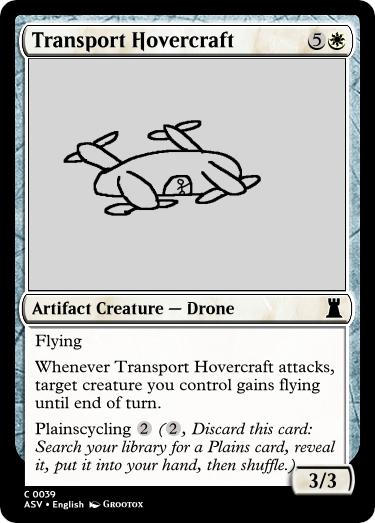 Transport Hovercraft 5
Artifact Creature — Drone
Flying
Whenever Transport Hovercraft attacks,
target creature you control gains flying
until end of turn.
Plainscycling 2 (2, Discard this card:
Search your library for a Plains card, reveal
it, put it into your hand, then shuffle.)
3/3
C 0039
ASV • English GROOTOX